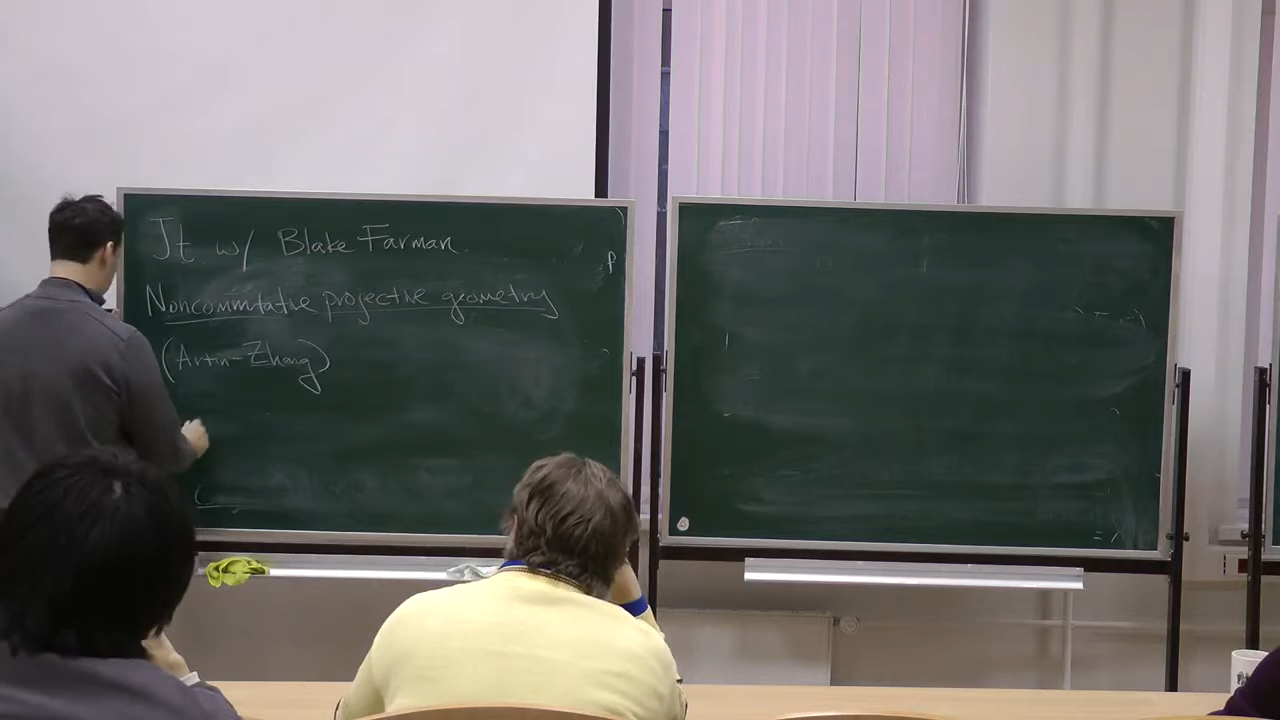 Jt w/ Blake Farman.
Noncommutative projective geometry
(Artin-Zhang)